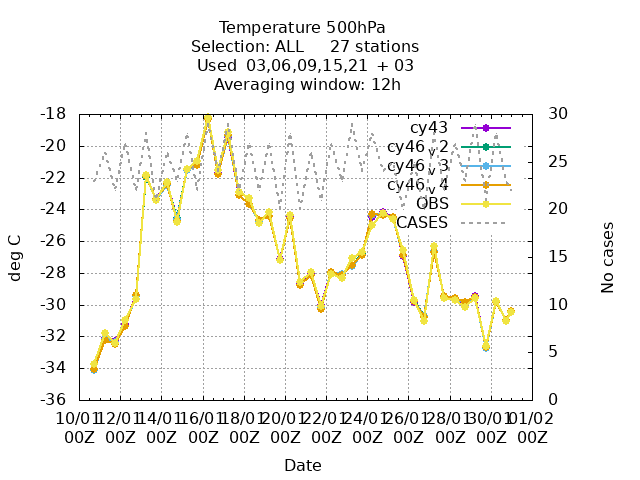 Temperature 500hPa
Selection: ALL 27 stations
Used 03,06,09,15,21 + 03
Averaging window: 12h
-18 30
cy43
cy46_v_2
-20
cy46_v_3
-22 25
cy46_v_4
OBS
-24 20
CASES
-26
15
-28
-30 10
-32
5
-34
-36 0
deg C
No cases
10/01 12/01 14/01 16/01 18/01 20/01 22/01 24/01 26/01 28/01 30/01 01/02
00Z 00Z 00Z 00Z 00Z 00Z 00Z 00Z 00Z 00Z 00Z 00Z
Date